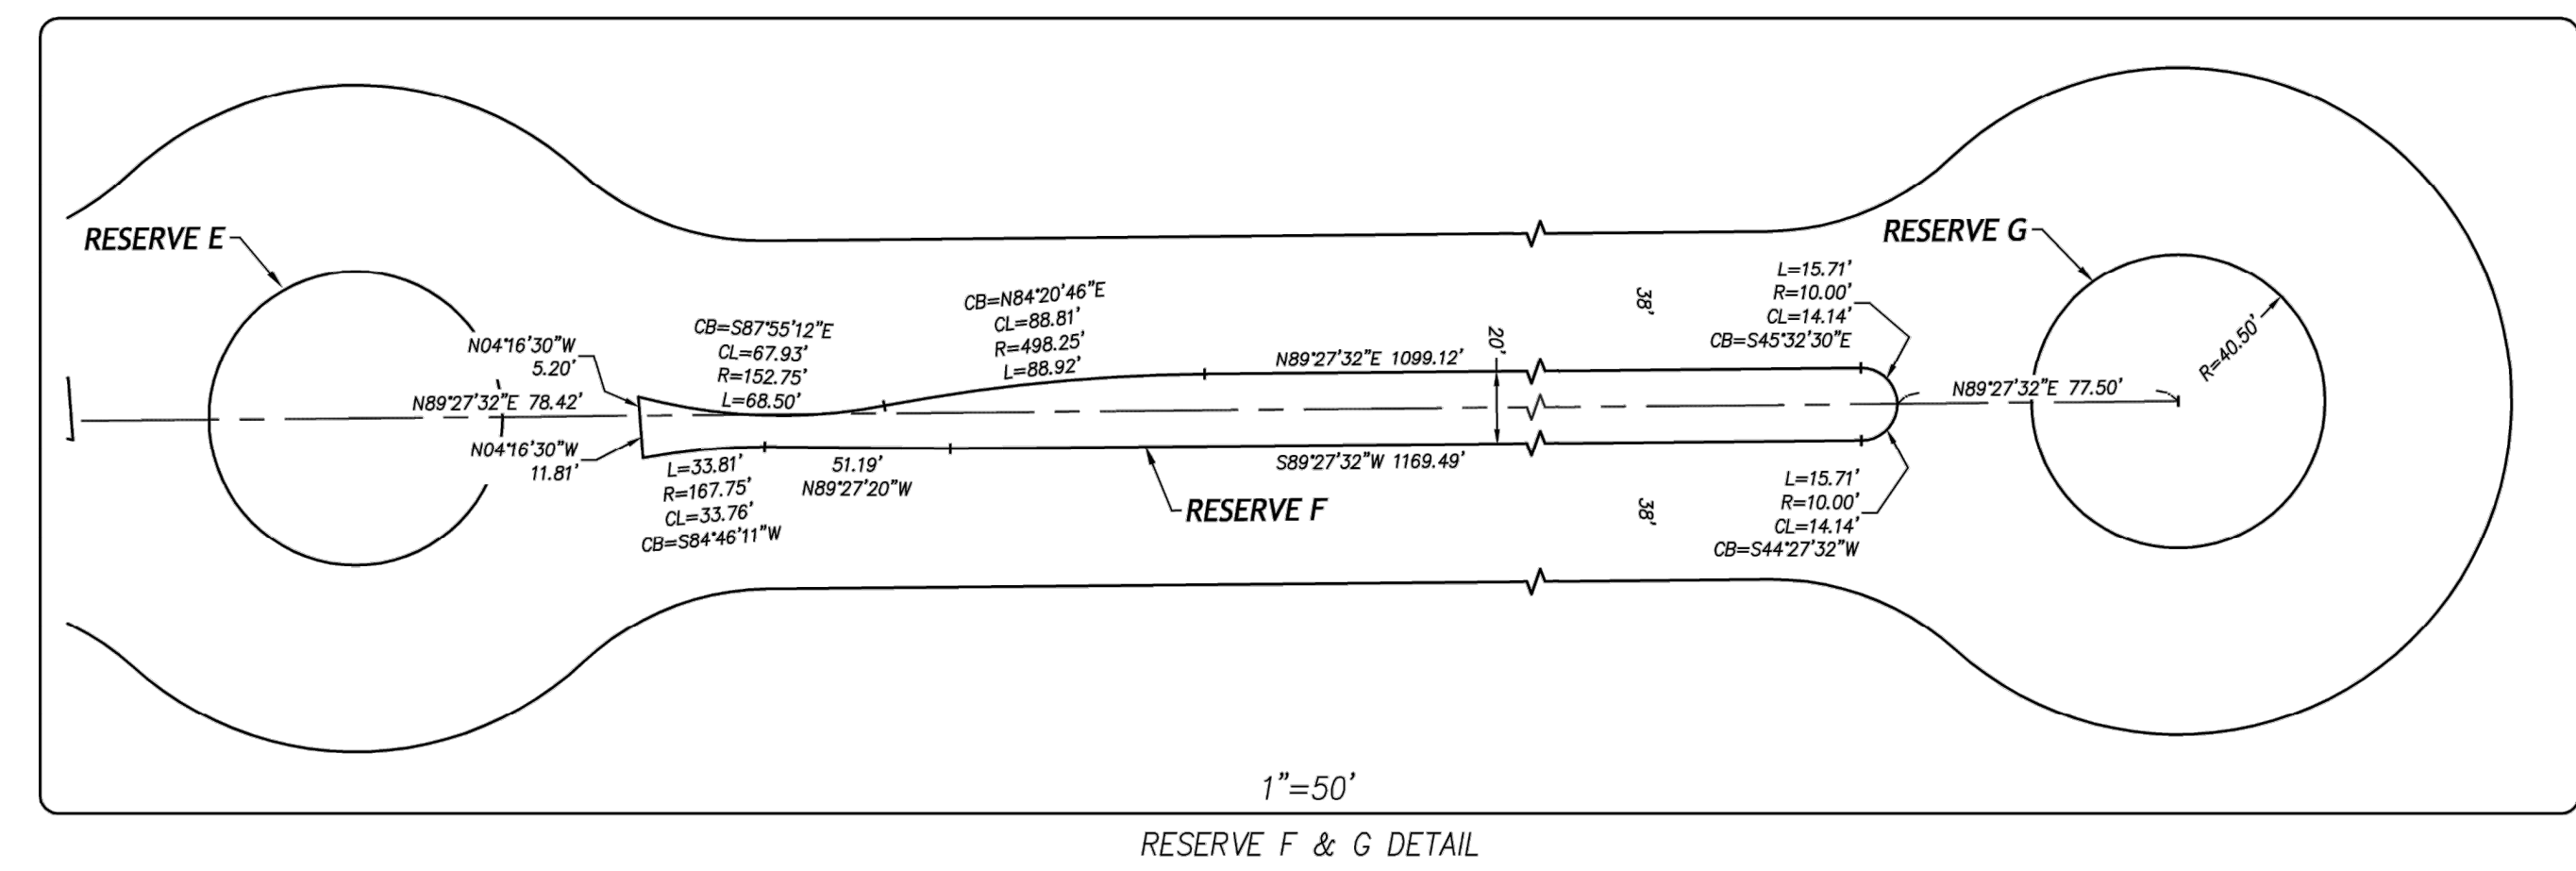 RESERVE E
RESERVE G
R=40.50'
N04°16'30"W
5.20'
N89°27'32"E 78.42'
N04°16'30"W
11.81'
CB=S87°55'12"E
CL=67.93'
R=152.75'
L=68.50'
CB=N84°20'46"E
CL=88.81'
R=498.25'
L=88.92'
20'
N89°27'32"E 1099.12'
38'
L=15.71'
R=10.00'
CL=14.14'
CB=S45°32'30"E
N89°27'32"E 77.50'
L=33.81'
R=167.75'
CL=33.76'
CB=S84°46'11"W
51.19'
N89°27'20"W
RESERVE F
S89°27'32"W 1169.49'
38'
L=15.71'
R=10.00'
CL=14.14'
CB=S44°27'32"W
1"=50'
RESERVE F & G DETAIL